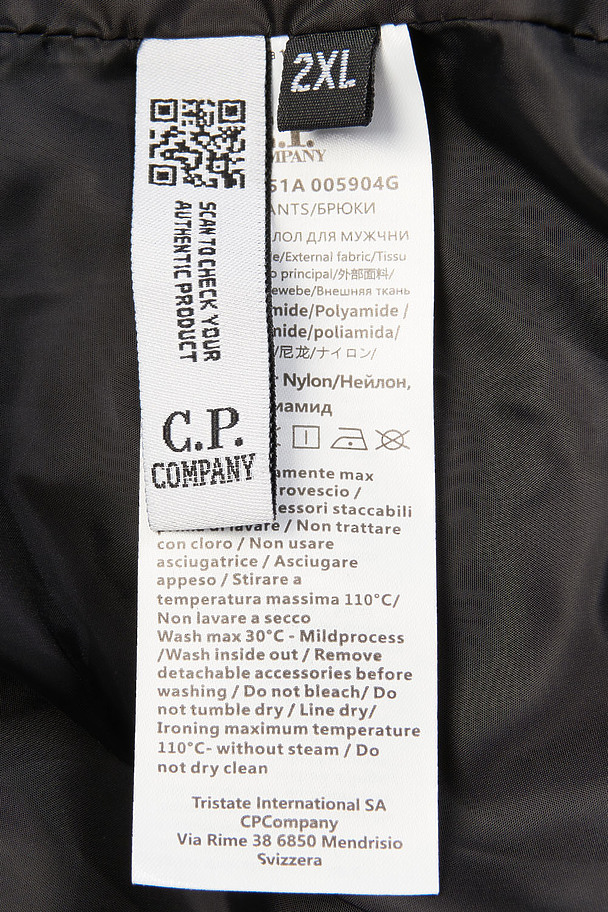 2XL
SCAN TO CHECK YOUR
AUTHENTIC PRODUCT
C.P.
COMPANY
MPANY
61A 005904G
ANTS/БРЮКИ
ЛОЛ ДЛЯ МУЖЧНИ
e/External fabric/Tissu
o principal/外部面料/
ewebe/Внешняя ткань
mide/Polyamide /
nide/poliamida/
/尼龙/ナイロン/
Nylon/Нейлон,
иамид
amente max
rovescio /
essori staccabili
di lavare / Non trattare
con cloro / Non usare
asciugatrice / Asciugare
appeso / Stirare a
temperatura massima 110°C/
Non lavare a secco
Wash max 30°C - Mildprocess
/Wash inside out / Remove
detachable accessories before
washing / Do not bleach/ Do
not tumble dry / Line dry/
Ironing maximum temperature
110°C- without steam / Do
not dry clean
Tristate International SA
CPCompany
Via Rime 38 6850 Mendrisio
Svizzera